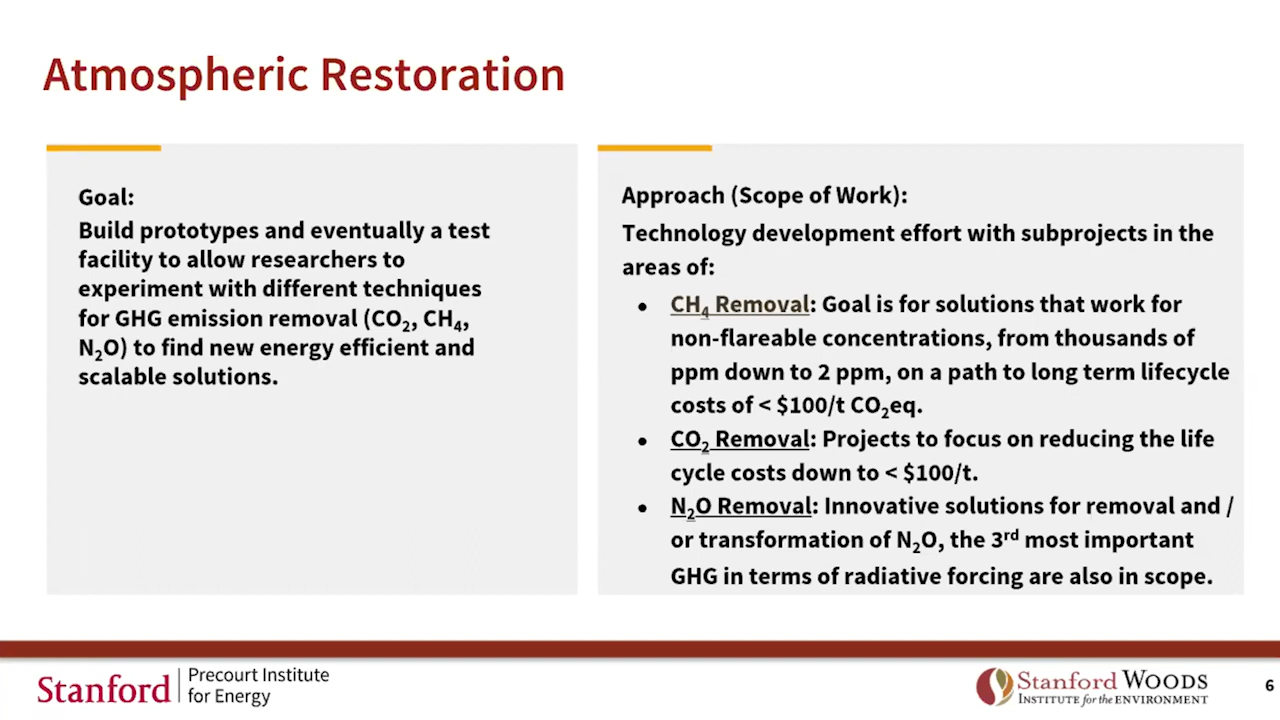 Atmospheric Restoration
Goal:
Build prototypes and eventually a test
facility to allow researchers to
experiment with different techniques
for GHG emission removal (CO₂, CH₄,
N₂O) to find new energy efficient and
scalable solutions.
Approach (Scope of Work):
Technology development effort with subprojects in the
areas of:
● CH₄ Removal: Goal is for solutions that work for
non-flareable concentrations, from thousands of
ppm down to 2 ppm, on a path to long term lifecycle
costs of < $100/t CO₂eq.
● CO₂ Removal: Projects to focus on reducing the life
cycle costs down to < $100/t.
● N₂O Removal: Innovative solutions for removal and /
or transformation of N₂O, the 3ʳᵈ most important
GHG in terms of radiative forcing are also in scope.
Stanford
Precourt Institute
for Energy
Stanford WOODS
INSTITUTE for the ENVIRONMENT
6